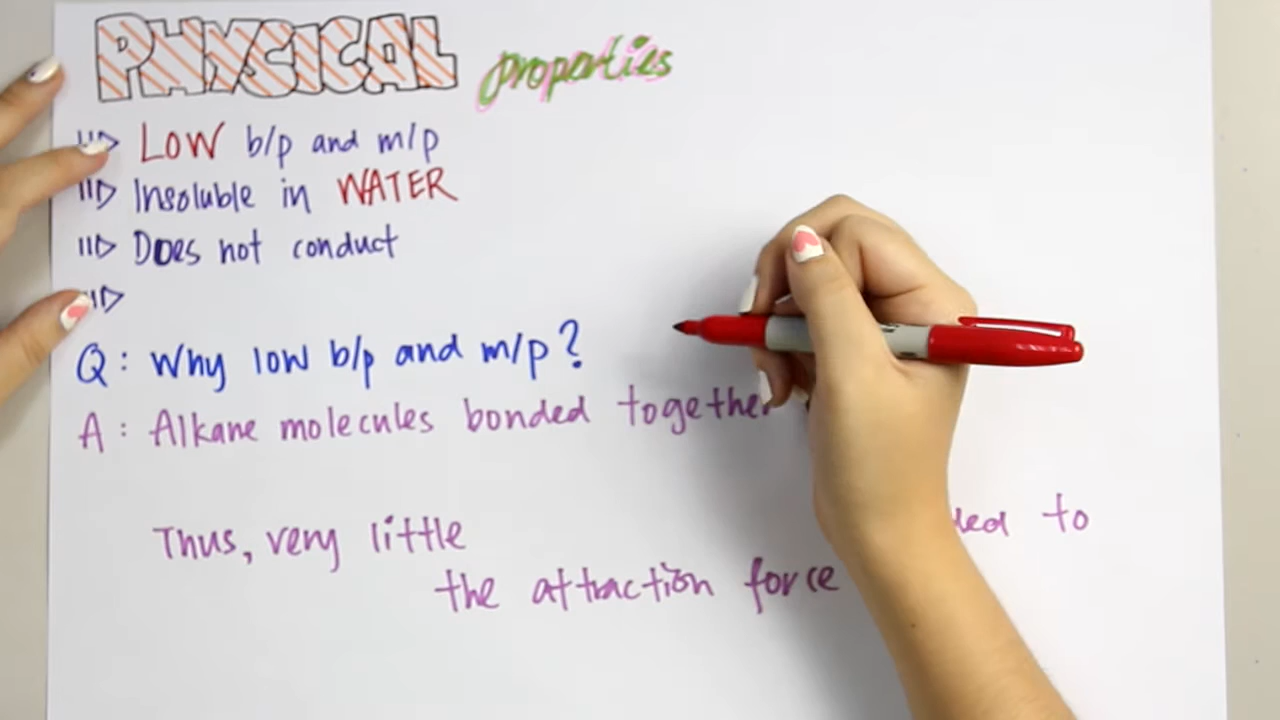 PHYSICAL properties
LOW b/p and m/p
Insoluble in WATER
Does not conduct
Q: Why low b/p and m/p?
A: Alkane molecules bonded together
Thus, very little to
the attraction force